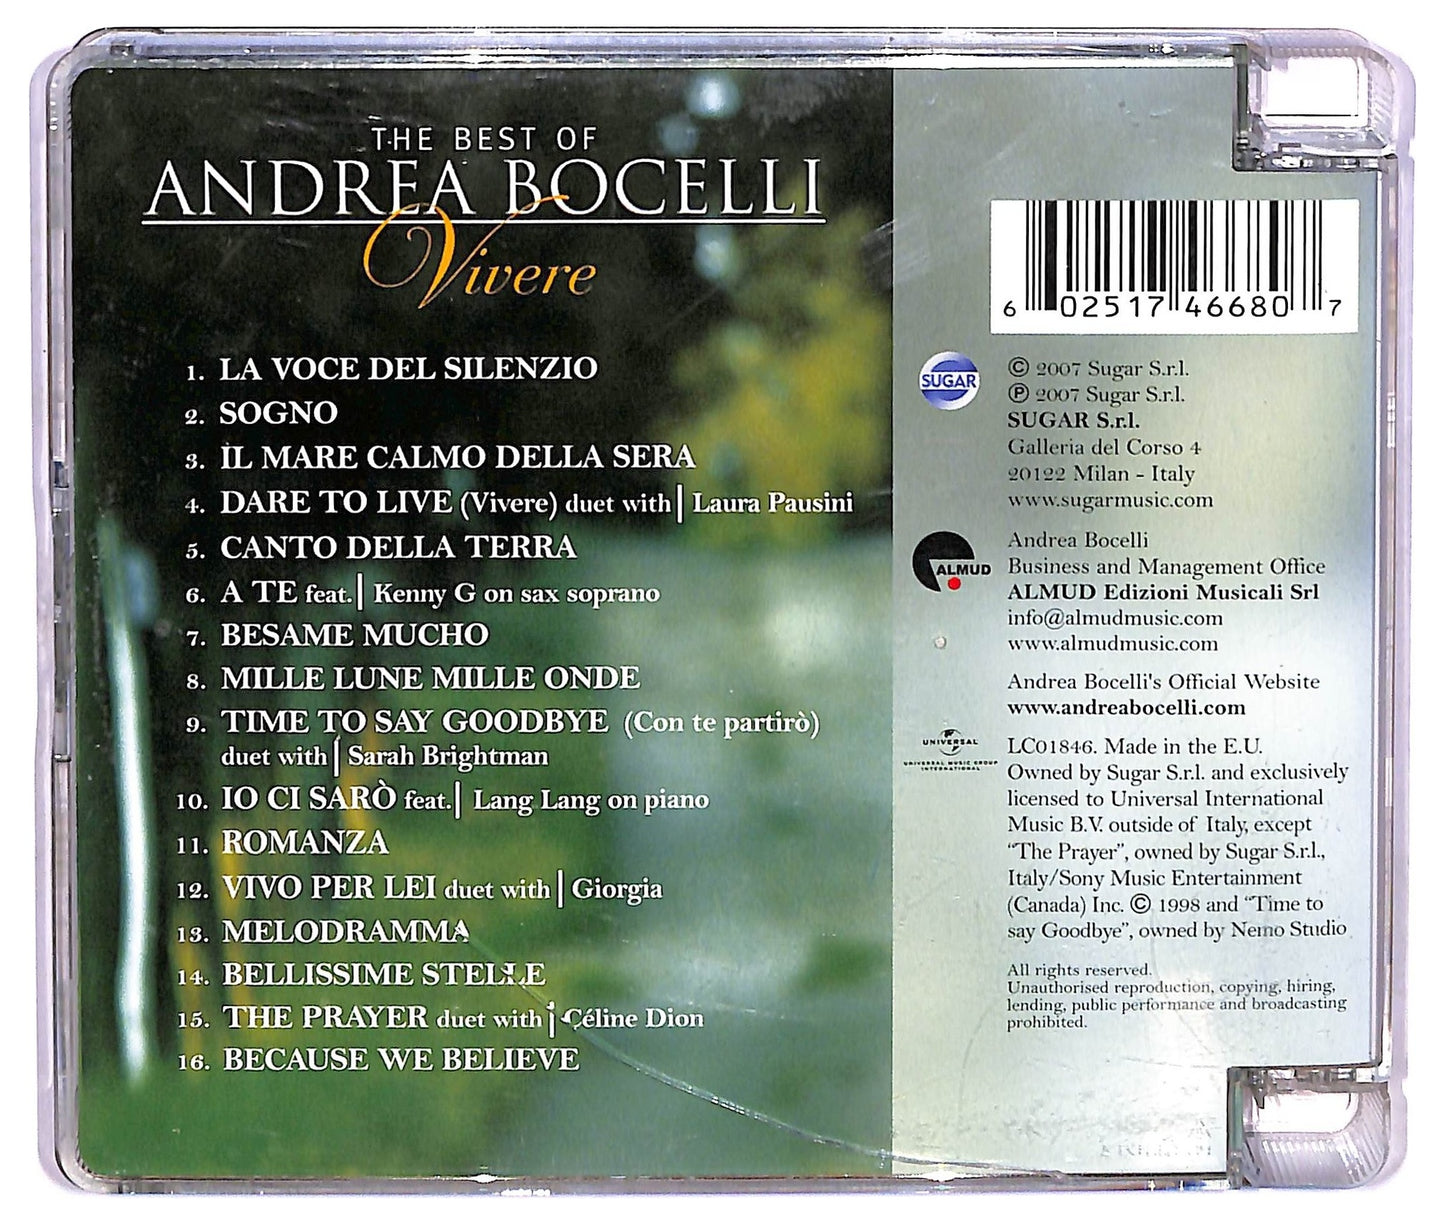 THE BEST OF
ANDREA BOCELLI
Vivere
1. LA VOCE DEL SILENZIO
2. SOGNO
3. IL MARE CALMO DELLA SERA
4. DARE TO LIVE (Vivere) duet with | Laura Pausini
5. CANTO DELLA TERRA
6. A TE feat. | Kenny G on sax soprano
7. BESAME MUCHO
8. MILLE LUNE MILLE ONDE
9. TIME TO SAY GOODBYE (Con te partirò)
duet with | Sarah Brightman
10. IO CI SARÒ feat. | Lang Lang on piano
11. ROMANZA
12. VIVO PER LEI duet with | Giorgia
13. MELODRAMMA
14. BELLISSIME STELLE
15. THE PRAYER duet with | Céline Dion
16. BECAUSE WE BELIEVE
6 02517 46680 7
SUGAR
© 2007 Sugar S.r.l.
℗ 2007 Sugar S.r.l.
SUGAR S.r.l.
Galleria del Corso 4
20122 Milan - Italy
www.sugarmusic.com
ALMUD
Andrea Bocelli
Business and Management Office
ALMUD Edizioni Musicali Srl
info@almudmusic.com
www.almudmusic.com
Andrea Bocelli's Official Website
www.andreabocelli.com
UNIVERSAL
UNIVERSAL MUSIC GROUP
INTERNATIONAL
LC01846. Made in the E.U.
Owned by Sugar S.r.l. and exclusively
licensed to Universal International
Music B.V. outside of Italy, except
"The Prayer", owned by Sugar S.r.l.,
Italy/Sony Music Entertainment
(Canada) Inc. © 1998 and "Time to
say Goodbye", owned by Nemo Studio
All rights reserved.
Unauthorised reproduction, copying, hiring,
lending, public performance and broadcasting
prohibited.